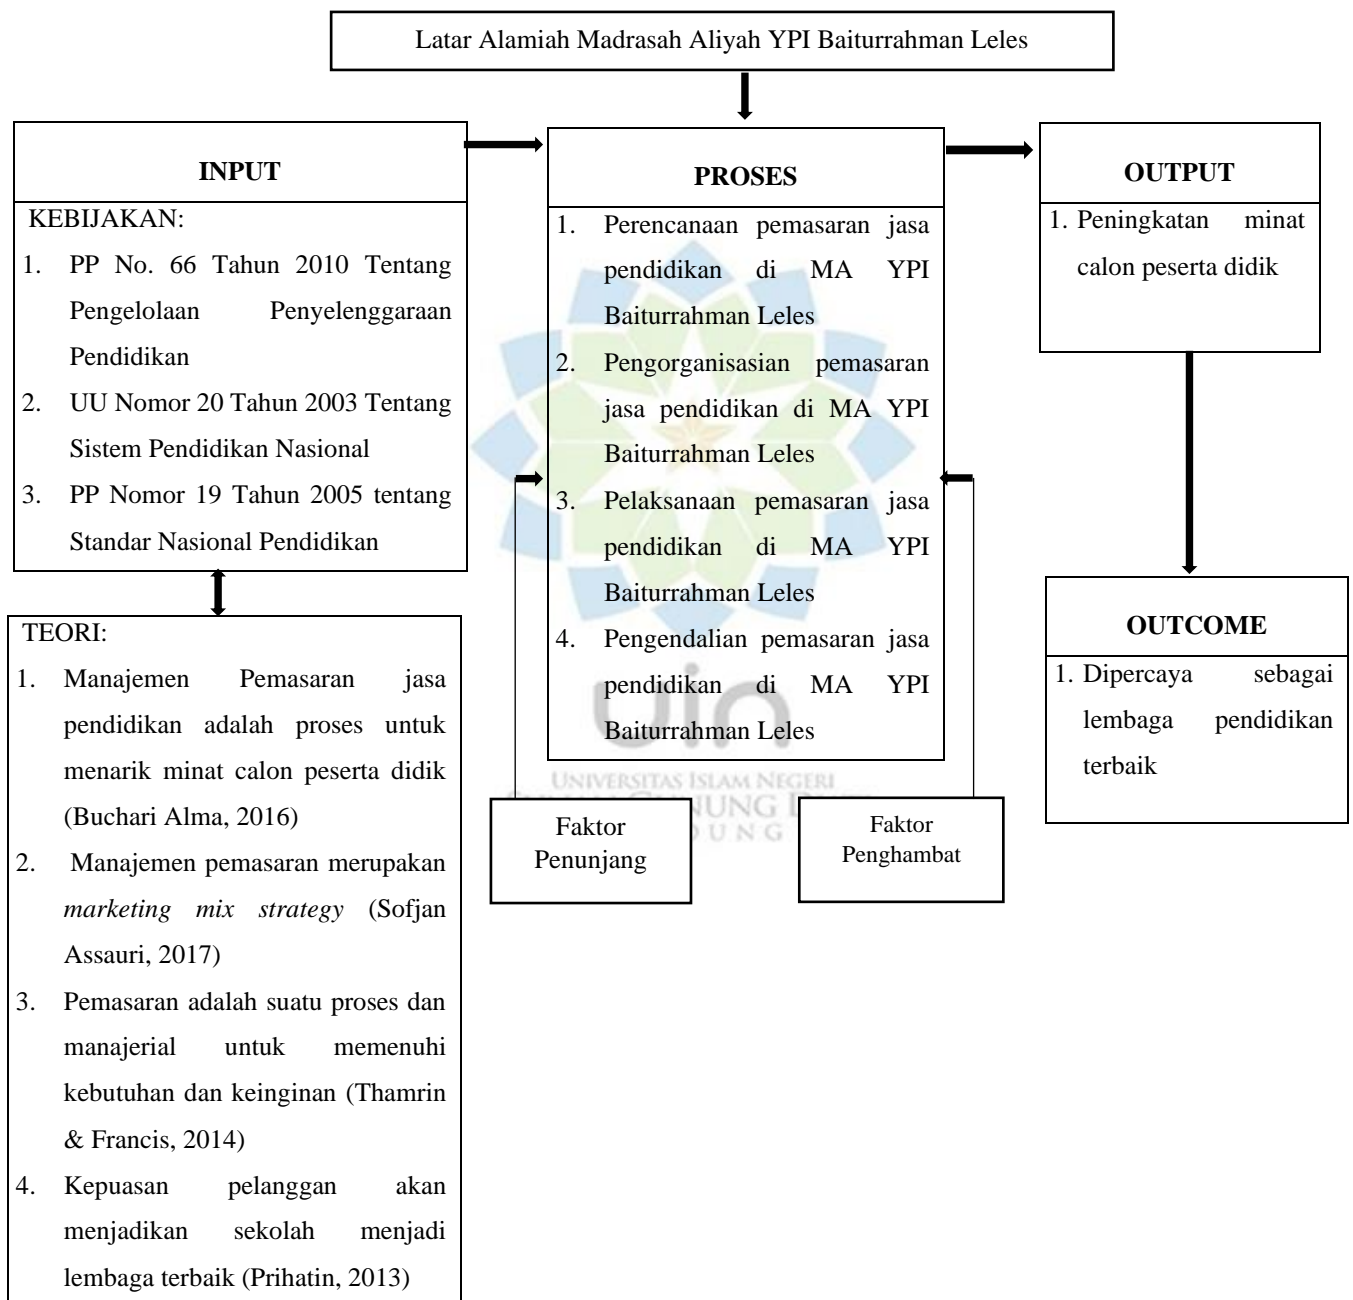 Latar Alamiah Madrasah Aliyah YPI Baiturrahman Leles
INPUT
KEBIJAKAN:
1. PP No. 66 Tahun 2010 Tentang
Pengelolaan Penyelenggaraan
Pendidikan
2. UU Nomor 20 Tahun 2003 Tentang
Sistem Pendidikan Nasional
3. PP Nomor 19 Tahun 2005 tentang
Standar Nasional Pendidikan
TEORI:
1. Manajemen Pemasaran jasa
pendidikan adalah proses untuk
menarik minat calon peserta didik
(Buchari Alma, 2016)
2. Manajemen pemasaran merupakan
marketing mix strategy (Sofjan
Assauri, 2017)
3. Pemasaran adalah suatu proses dan
manajerial untuk memenuhi
kebutuhan dan keinginan (Thamrin
& Francis, 2014)
4. Kepuasan pelanggan akan
menjadikan sekolah menjadi
lembaga terbaik (Prihatin, 2013)
PROSES
1. Perencanaan pemasaran jasa
pendidikan di MA YPI
Baiturrahman Leles
2. Pengorganisasian pemasaran
jasa pendidikan di MA YPI
Baiturrahman Leles
3. Pelaksanaan pemasaran jasa
pendidikan di MA YPI
Baiturrahman Leles
4. Pengendalian pemasaran jasa
pendidikan di MA YPI
Baiturrahman Leles
uin
UNIVERSITAS ISLAM NEGERI
Faktor
Penunjang
Faktor
Penghambat
OUTPUT
1. Peningkatan minat
calon peserta didik
OUTCOME
1. Dipercaya sebagai
lembaga pendidikan
terbaik